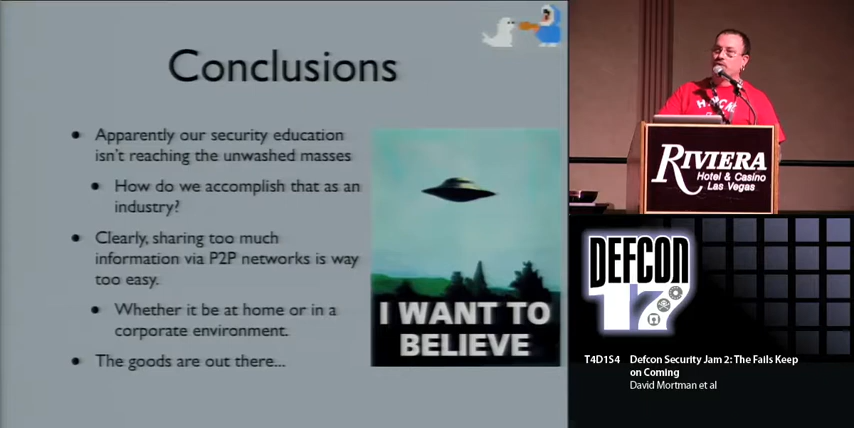 Conclusions
• Apparently our security education
isn't reaching the unwashed masses
• How do we accomplish that as an
industry?
• Clearly, sharing too much
information via P2P networks is way
too easy.
• Whether it be at home or in a
corporate environment.
• The goods are out there...
I WANT TO
BELIEVE
RIVIERA
Hotel & Casino
Las Vegas
DEFCON
17
T4D1S4 Defcon Security Jam 2: The Fails Keep
on Coming
David Mortman et al